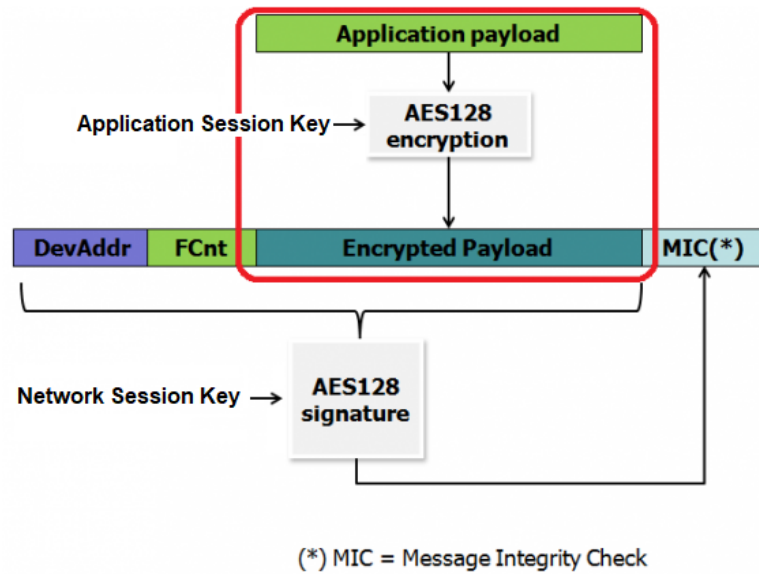 Application payload
Application Session Key
AES128
encryption
DevAddr
FCnt
Encrypted Payload
MIC(*)
Network Session Key
AES128
signature
(*) MIC = Message Integrity Check